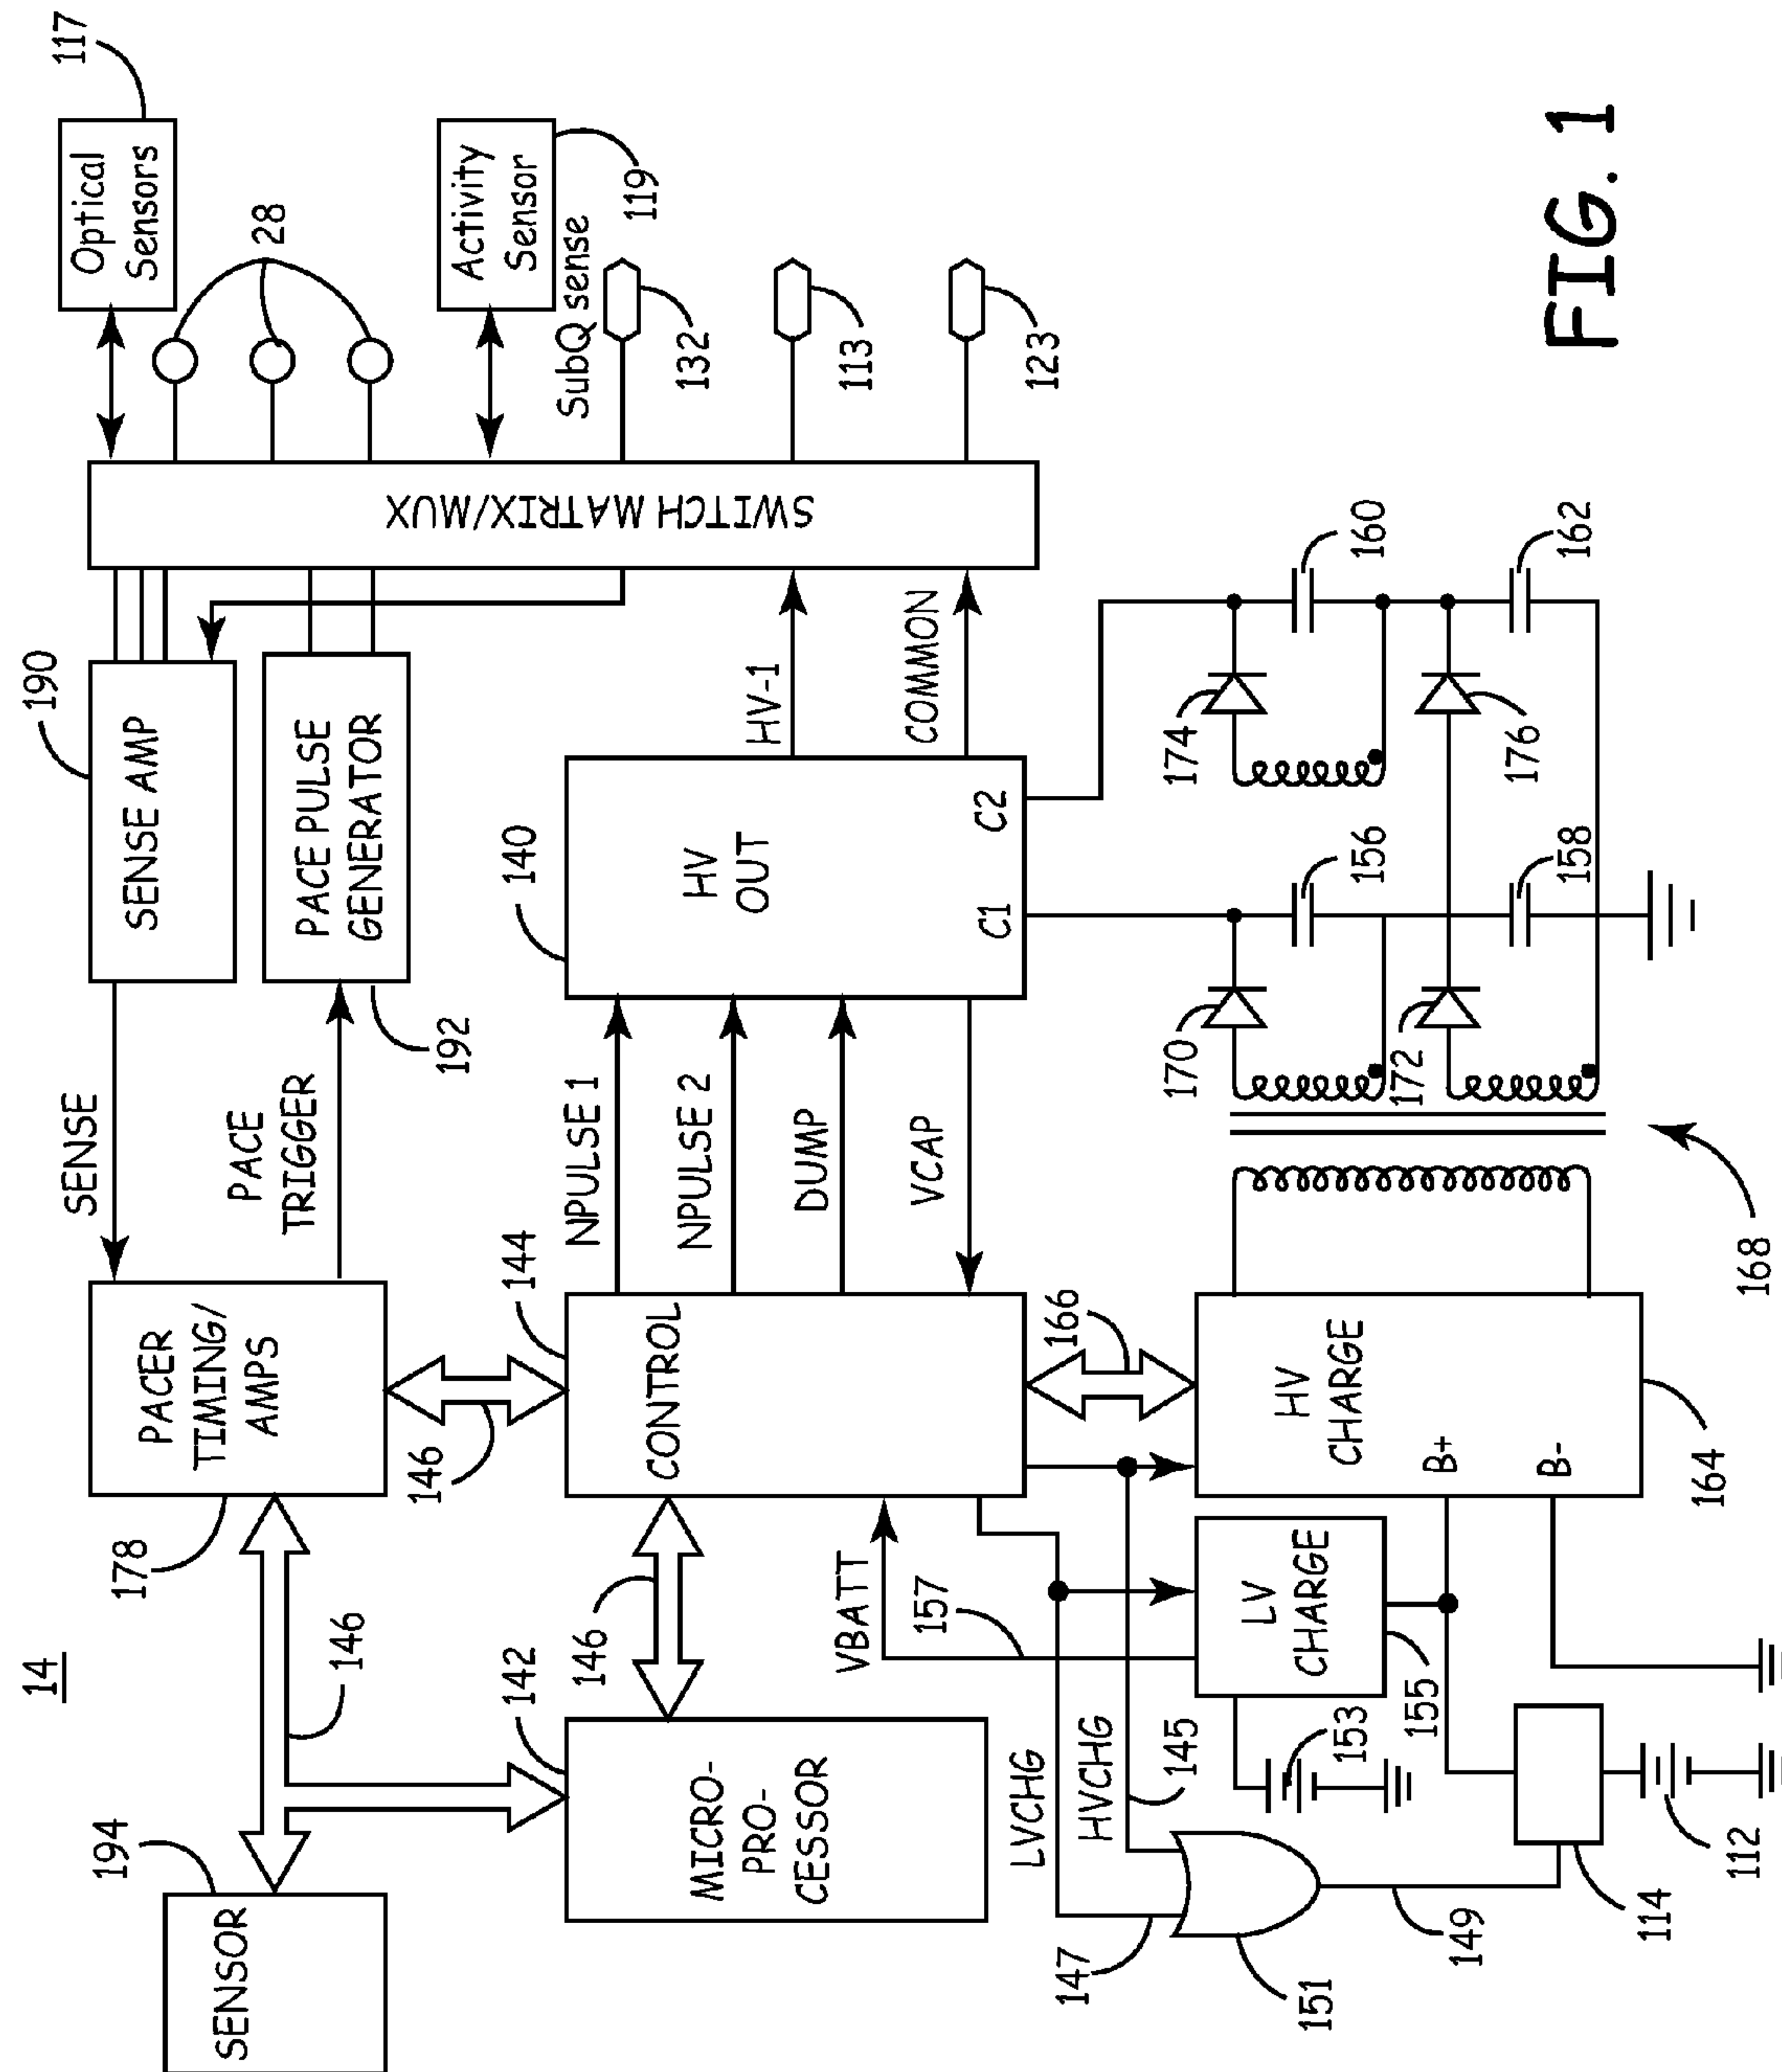 14
194
SENSOR
146
178
PACER
TIMING/
AMPS
SENSE
PACE
TRIGGER
190
SENSE AMP
PACE PULSE
GENERATOR
192
117
Optical
Sensors
28
Activity
Sensor
119
SubQ sense
132
113
123
SWITCH MATRIX/MUX
142
MICRO-
PRO-
CESSOR
146
146
144
CONTROL
NPULSE 1
NPULSE 2
DUMP
VCAP
140
HV
OUT
C1
C2
HV-1
COMMON
VBATT
157
LVCHG
HVCHG
145
147
151
149
153
155
LV
CHARGE
166
HV
CHARGE
B+
B-
164
168
114
112
170
172
174
176
156
158
160
162
FIG. 1